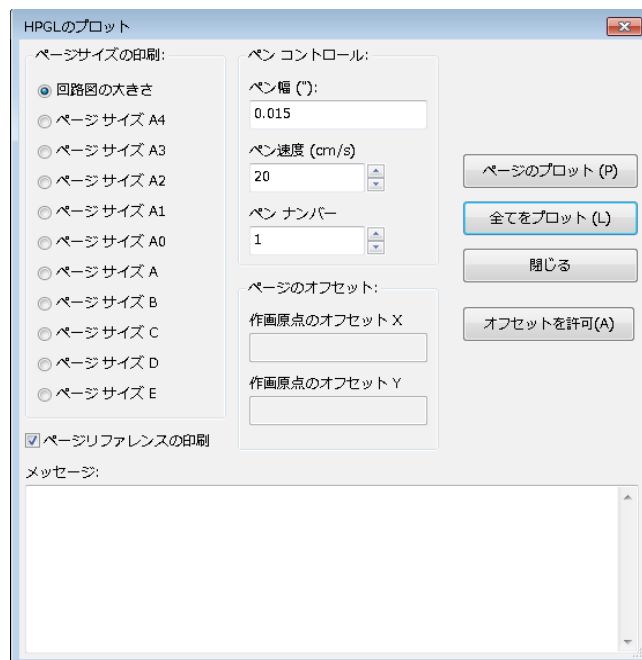 HPGLのプロット
ページサイズの印刷:
回路図の大きさ
ページ サイズ A4
ページ サイズ A3
ページ サイズ A2
ページ サイズ A1
ページ サイズ A0
ページ サイズ A
ページ サイズ B
ページ サイズ C
ページ サイズ D
ページ サイズ E
ページリファレンスの印刷
ペン コントロール:
ペン幅 ("):
0.015
ペン速度 (cm/s)
20
ペン ナンバー
1
ページのオフセット:
作画原点のオフセット X
作画原点のオフセット Y
ページのプロット (P)
全てをプロット (L)
閉じる
オフセットを許可(A)
メッセージ: